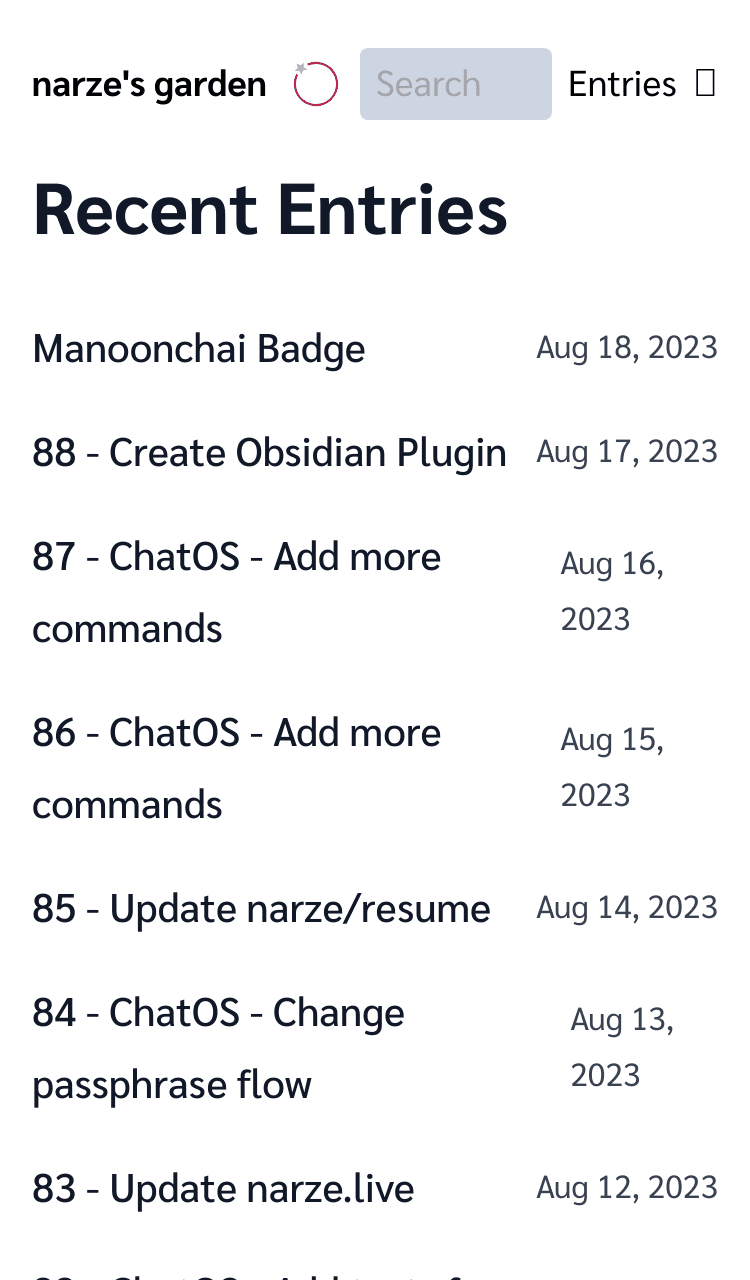 narze's garden
Search
Entries
Recent Entries
Manoonchai Badge
Aug 18, 2023
88 - Create Obsidian Plugin
Aug 17, 2023
87 - ChatOS - Add more
commands
Aug 16,
2023
86 - ChatOS - Add more
commands
Aug 15,
2023
85 - Update narze/resume
Aug 14, 2023
84 - ChatOS - Change
passphrase flow
Aug 13,
2023
83 - Update narze.live
Aug 12, 2023